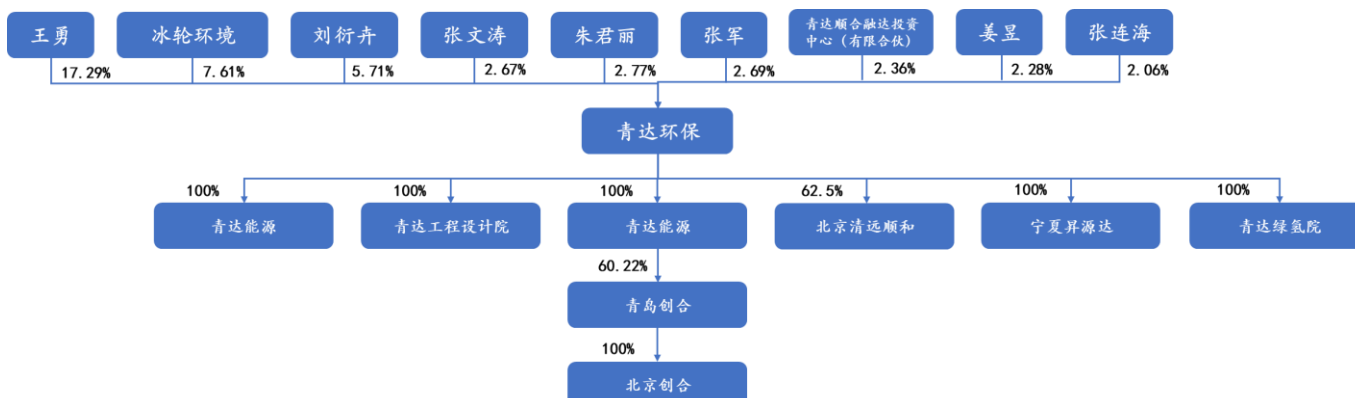 王勇
冰轮环境
刘衍卉
张文涛
朱君丽
张军
青达顺合融达投资
中心（有限合伙）
姜昱
张连海
17.29%
7.61%
5.71%
2.67%
2.77%
2.69%
2.36%
2.28%
2.06%
青达环保
100%
100%
100%
62.5%
100%
100%
青达能源
青达工程设计院
青达能源
北京清远顺和
宁夏昇源达
青达绿氢院
60.22%
青岛创合
100%
北京创合